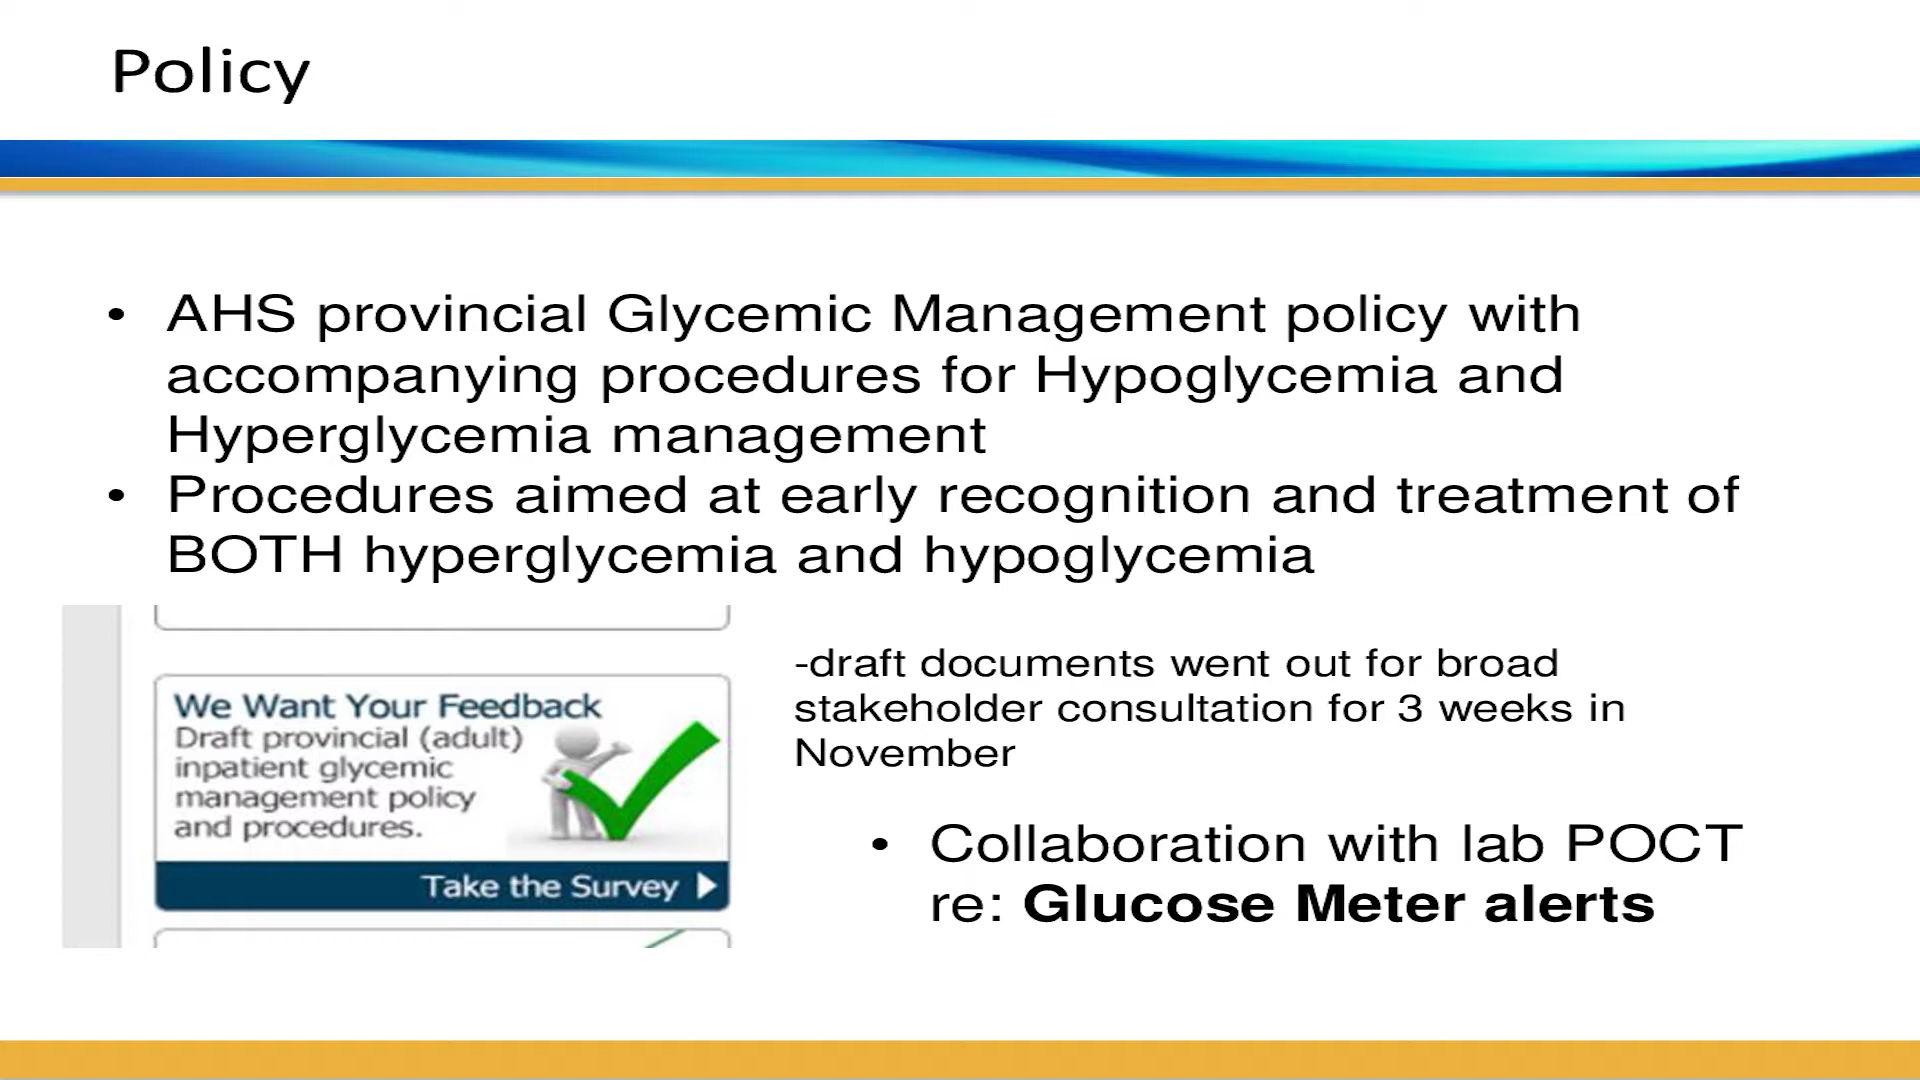 Policy
• AHS provincial Glycemic Management policy with
accompanying procedures for Hypoglycemia and
Hyperglycemia management
• Procedures aimed at early recognition and treatment of
BOTH hyperglycemia and hypoglycemia
We Want Your Feedback
Draft provincial (adult)
inpatient glycemic
management policy
and procedures.
Take the Survey
-draft documents went out for broad
stakeholder consultation for 3 weeks in
November
• Collaboration with lab POCT
re: Glucose Meter alerts